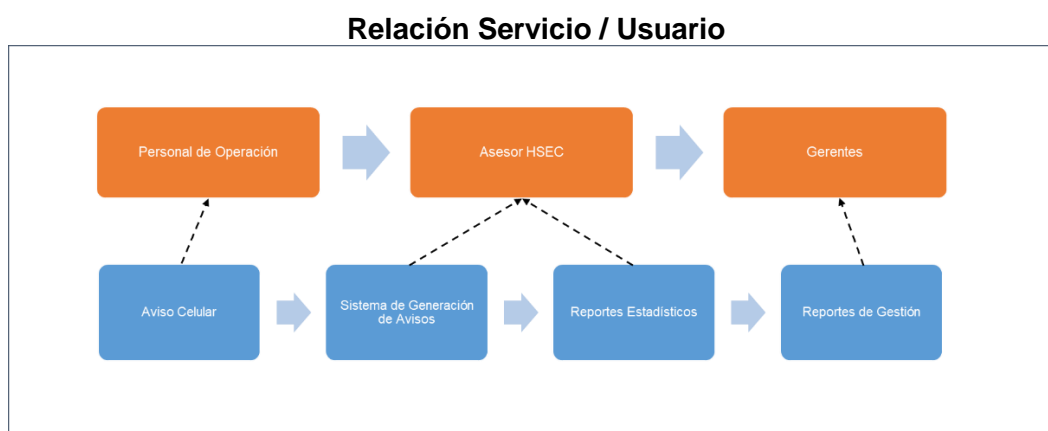 Relación Servicio / Usuario
Personal de Operación
Asesor HSEC
Gerentes
Aviso Celular
Sistema de Generación
de Avisos
Reportes Estadísticos
Reportes de Gestión